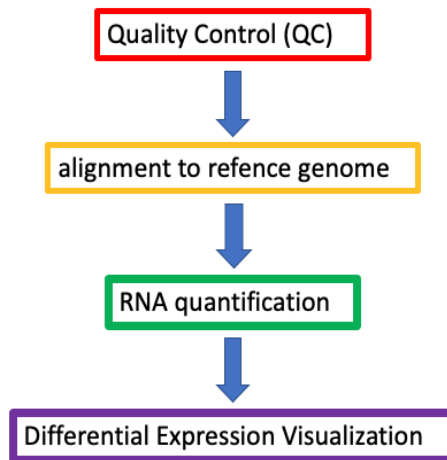 Quality Control (QC)
alignment to refence genome
RNA quantification
Differential Expression Visualization